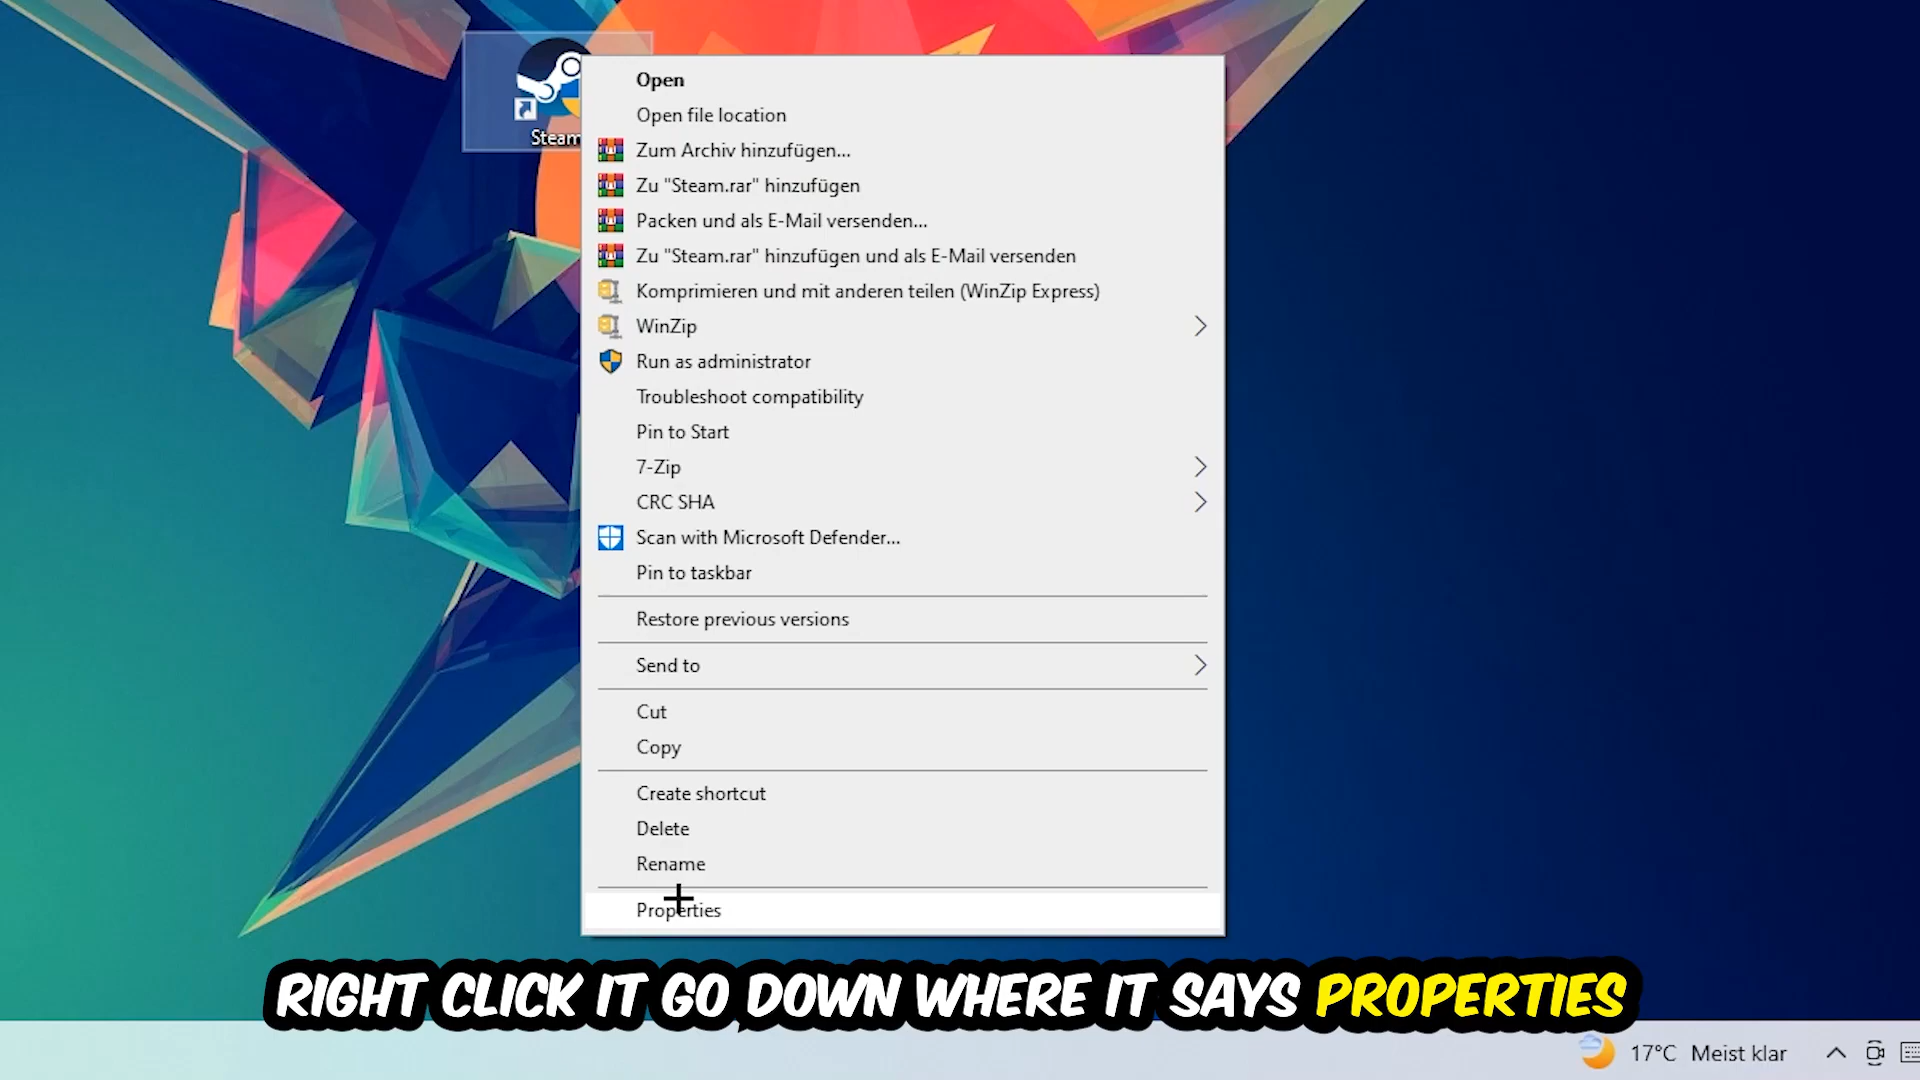 Steam
Open
Open file location
Zum Archiv hinzufügen...
Zu "Steam.rar" hinzufügen
Packen und als E-Mail versenden...
Zu "Steam.rar" hinzufügen und als E-Mail versenden
Komprimieren und mit anderen teilen (WinZip Express)
WinZip
Run as administrator
Troubleshoot compatibility
Pin to Start
7-Zip
CRC SHA
Scan with Microsoft Defender...
Pin to taskbar
Restore previous versions
Send to
Cut
Copy
Create shortcut
Delete
Rename
Properties
RIGHT CLICK IT GO DOWN WHERE IT SAYS PROPERTIES
17°C Meist klar